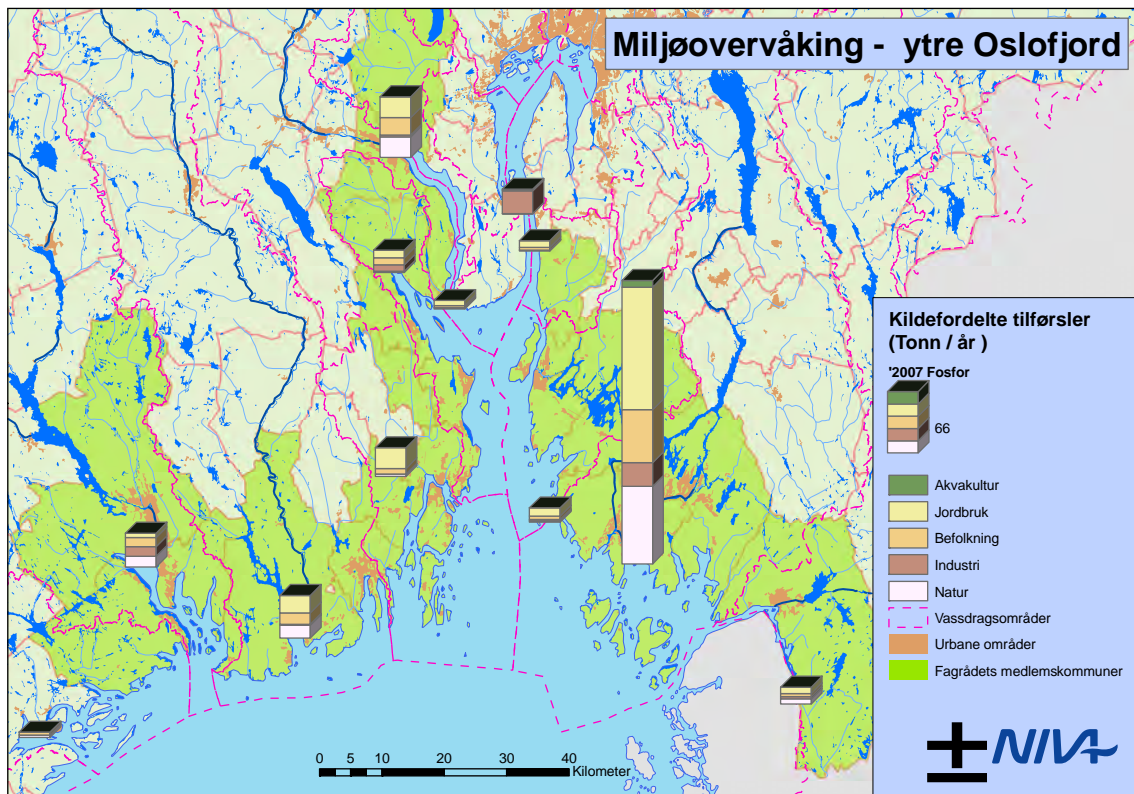 Miljøovervåking - ytre Oslofjord
Kildefordelte tilførsler
(Tonn / år )
'2007 Fosfor
66
Akvakultur
Jordbruk
Befolkning
Industri
Natur
Vassdragsområder
Urbane områder
Fagrådets medlemskommuner
NIVA
0 5 10 20 30 40
Kilometer